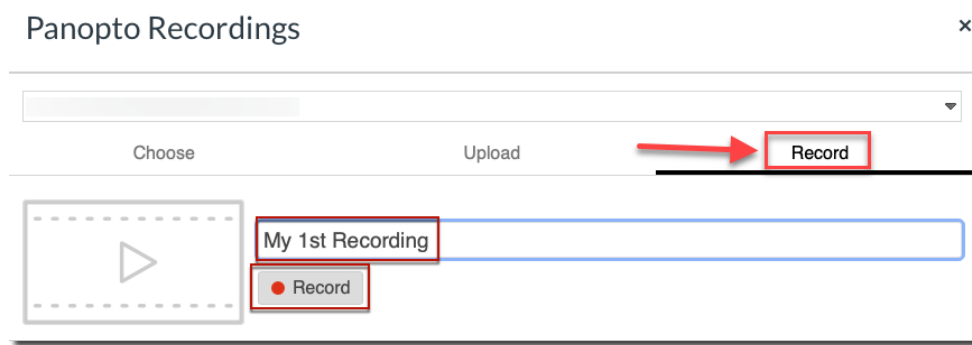 Panopto Recordings
×
Choose Upload Record
My 1st Recording
Record